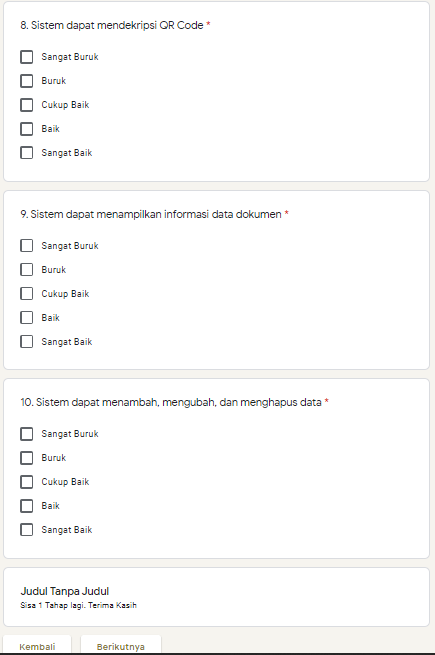 8. Sistem dapat mendekripsi QR Code *
Sangat Buruk
Buruk
Cukup Baik
Baik
Sangat Baik
9. Sistem dapat menampilkan informasi data dokumen *
Sangat Buruk
Buruk
Cukup Baik
Baik
Sangat Baik
10. Sistem dapat menambah, mengubah, dan menghapus data *
Sangat Buruk
Buruk
Cukup Baik
Baik
Sangat Baik
Judul Tanpa Judul
Sisa 1 Tahap lagi. Terima Kasih
Kembali Berikutnya